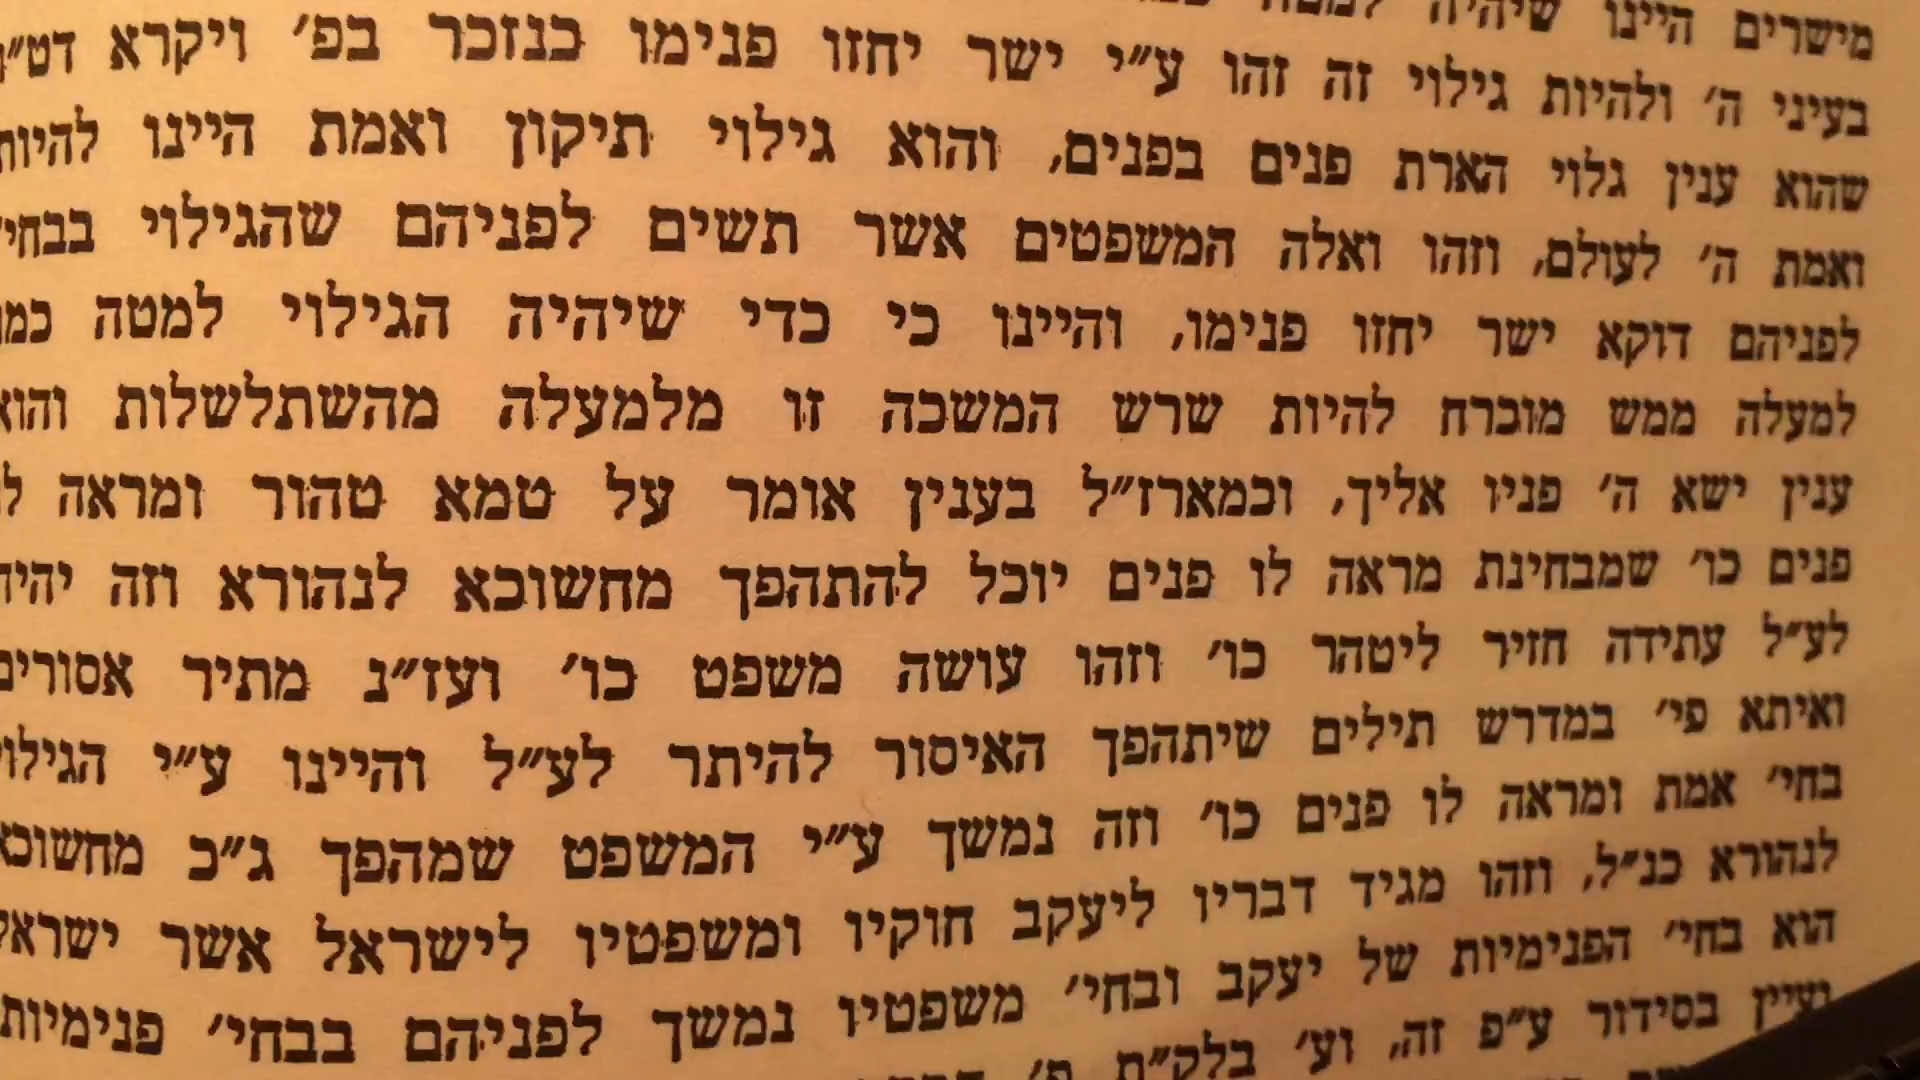 מישרים היינו שיהיה למטה
בעיני ה׳ ולהיות גילוי זה זהו ע״י ישר יחזו פנימו כנזכר בפ׳ ויקרא דט״ו
שהוא ענין גלוי הארת פנים בפנים, והוא גילוי תיקון ואמת היינו להיות
ואמת ה׳ לעולם, וזהו ואלה המשפטים אשר תשים לפניהם שהגילוי בבחי׳
לפניהם דוקא ישר יחזו פנימו, והיינו כי כדי שיהיה הגילוי למטה כמו
למעלה ממש מוכרח להיות שרש המשכה זו מלמעלה מהשתלשלות והוא
ענין ישא ה׳ פניו אליך, וכמארז״ל בענין אומר על טמא טהור ומראה לו
פנים כו׳ שמבחינת מראה לו פנים יוכל להתהפך מחשוכא לנהורא וזה יהיה
לע״ל עתידה חזיר ליטהר כו׳ וזהו עושה משפט כו׳ ועז״נ מתיר אסורים
ואיתא פי׳ במדרש תילים שיתהפך האיסור להיתר לע״ל והיינו ע״י הגילוי
בחי׳ אמת ומראה לו פנים כו׳ וזה נמשך ע״י המשפט שמהפך ג״כ מחשוכא
לנהורא כנ״ל, וזהו מגיד דבריו ליעקב חוקיו ומשפטיו לישראל אשר ישראל
הוא בחי׳ הפנימיות של יעקב ובחי׳ משפטיו נמשך לפניהם בבחי׳ פנימיות
ועיין בסידור ע״פ זה, וע׳ בלק״ת פ׳